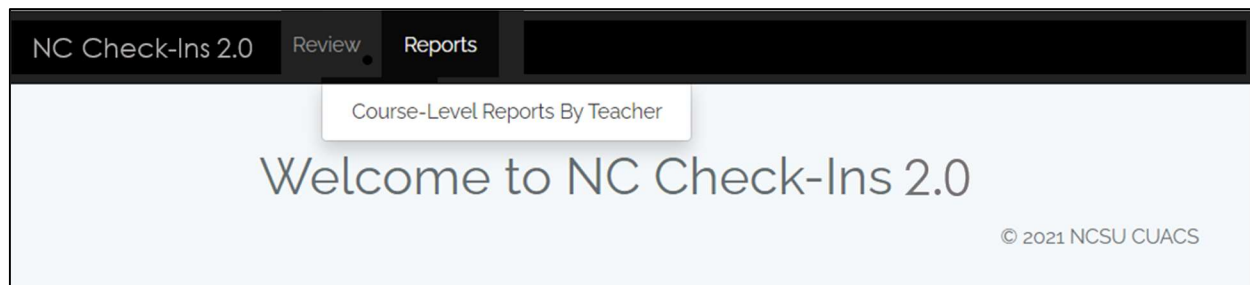 NC Check-Ins 2.0 Review Reports
Course-Level Reports By Teacher
Welcome to NC Check-Ins 2.0
© 2021 NCSU CUACS